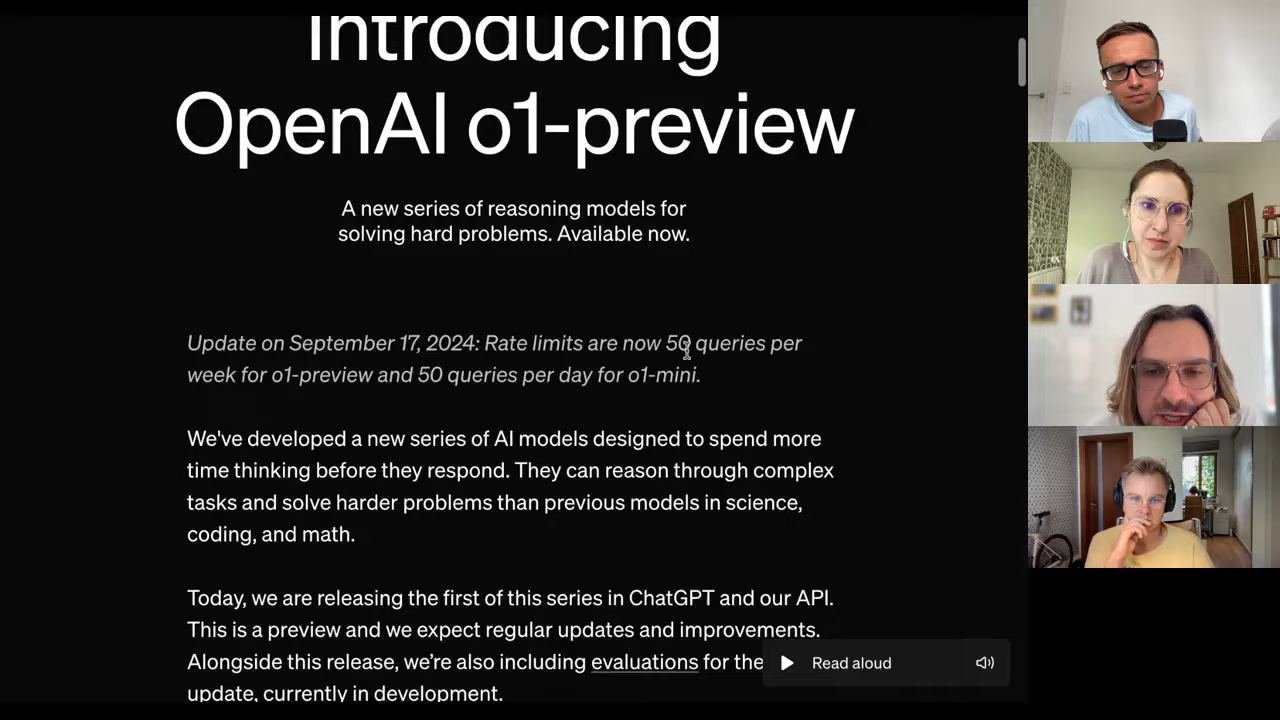 Introducing
OpenAI o1-preview
A new series of reasoning models for
solving hard problems. Available now.
Update on September 17, 2024: Rate limits are now 50 queries per
week for o1-preview and 50 queries per day for o1-mini.
We've developed a new series of AI models designed to spend more
time thinking before they respond. They can reason through complex
tasks and solve harder problems than previous models in science,
coding, and math.
Today, we are releasing the first of this series in ChatGPT and our API.
This is a preview and we expect regular updates and improvements.
Alongside this release, we’re also including evaluations for the
update, currently in development.
Read aloud